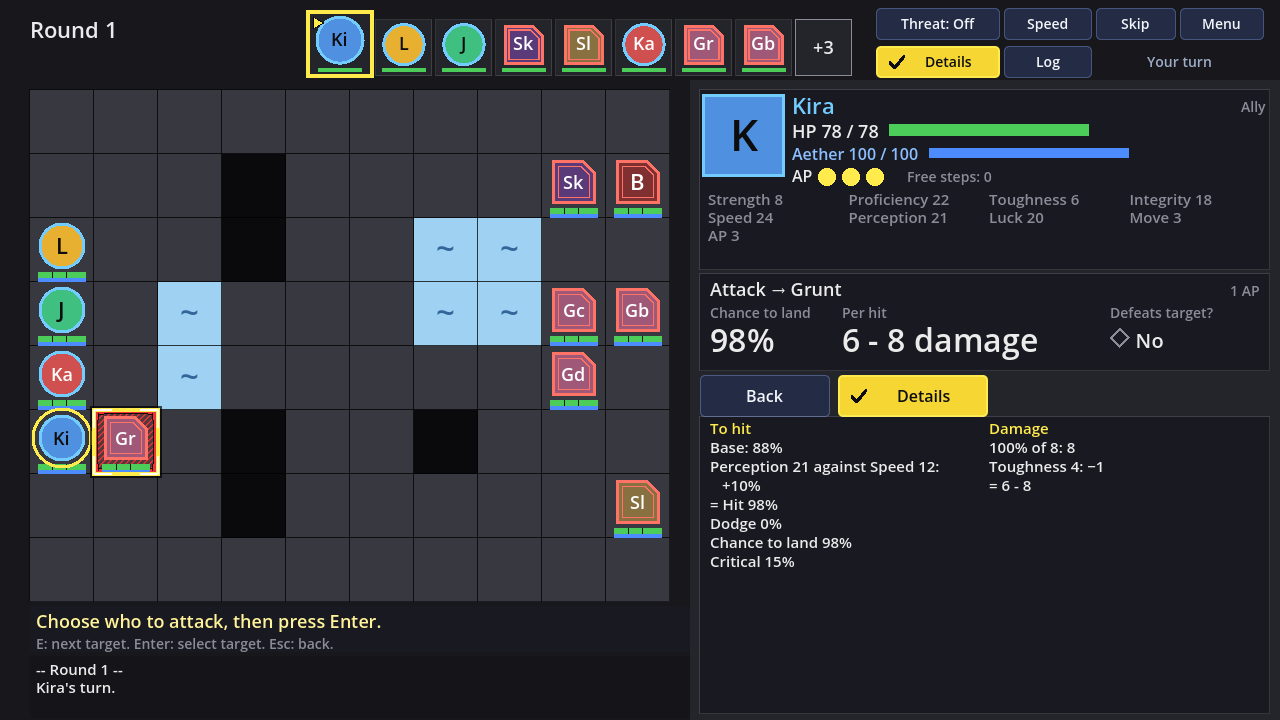 Round 1
Ki
L
J
Sk
Sl
Ka
Gr
Gb
+3
Threat: Off
Speed
Skip
Menu
Details
Log
Your turn
Sk
B
L
~
~
J
~
~
~
Gc
Gb
Ka
~
Gd
Ki
Gr
Sl
Choose who to attack, then press Enter.
E: next target. Enter: select target. Esc: back.
-- Round 1 --
Kira's turn.
K
Kira
Ally
HP 78 / 78
Aether 100 / 100
AP
Free steps: 0
Strength 8
Proficiency 22
Toughness 6
Integrity 18
Speed 24
Perception 21
Luck 20
Move 3
AP 3
Attack → Grunt
1 AP
Chance to land
Per hit
Defeats target?
98%
6 - 8 damage
No
Back
Details
To hit
Base: 88%
Perception 21 against Speed 12:
+10%
= Hit 98%
Dodge 0%
Chance to land 98%
Critical 15%
Damage
100% of 8: 8
Toughness 4: −1
= 6 - 8